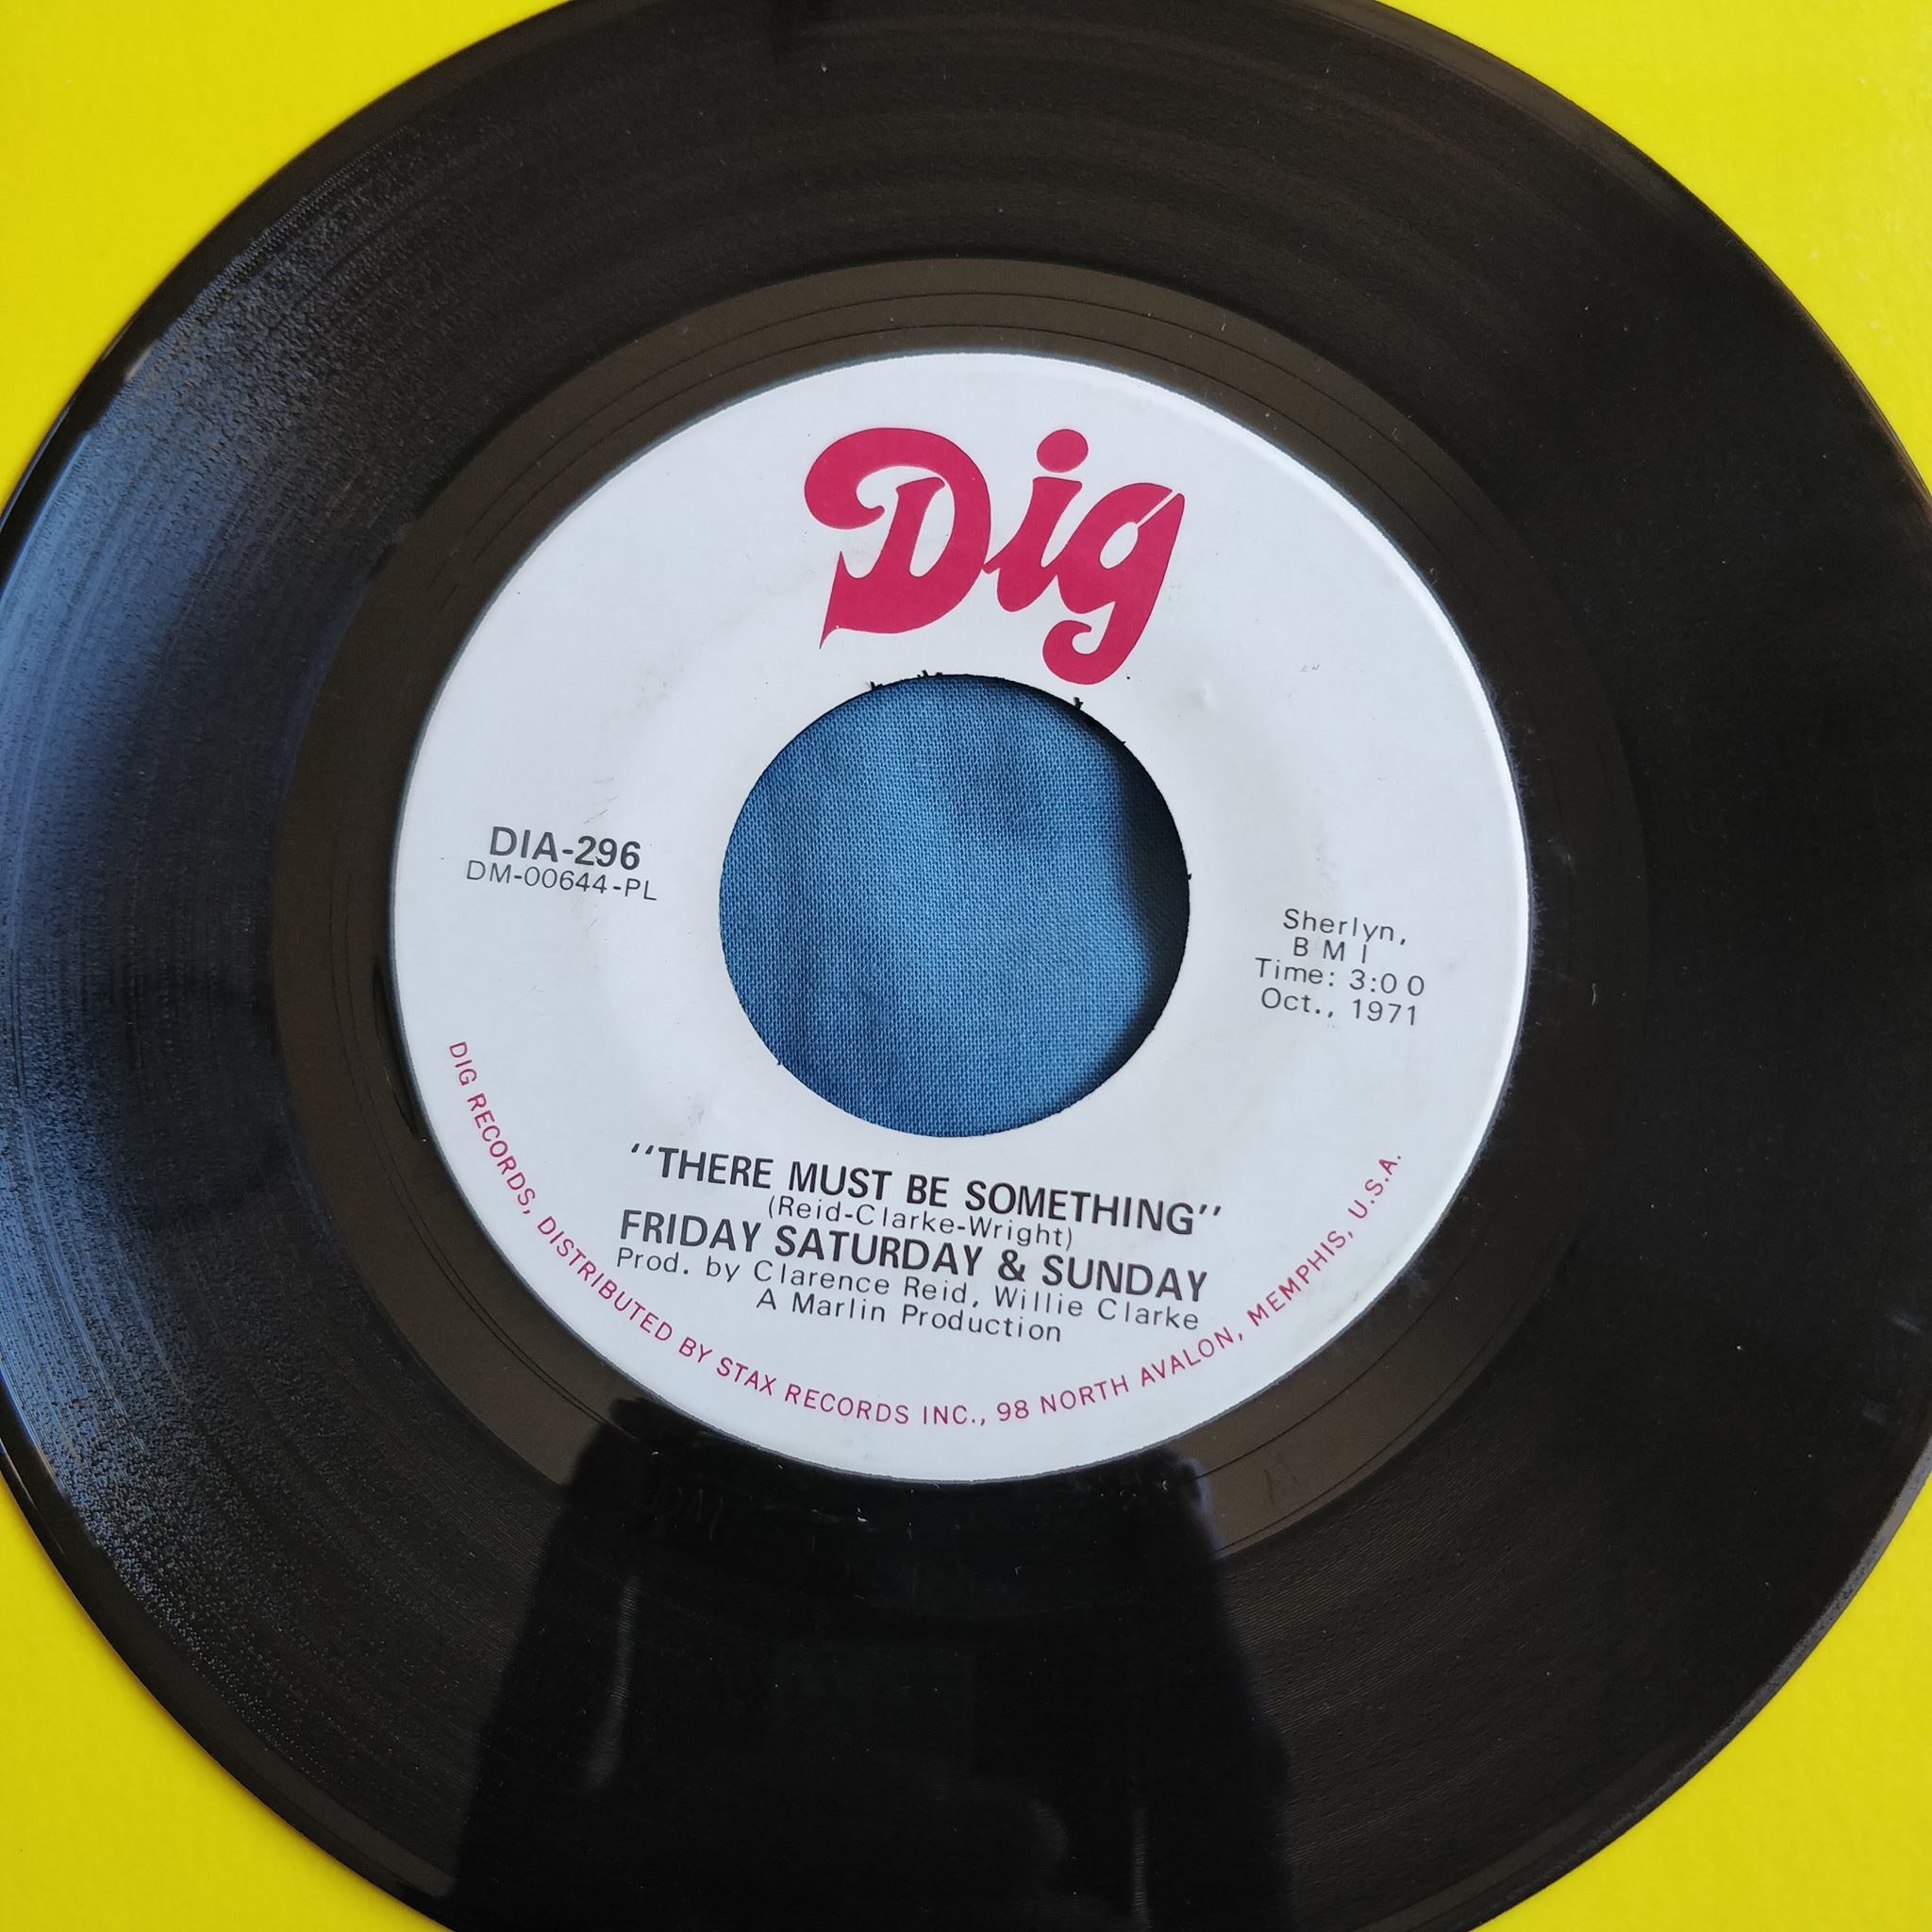 Dig
DIA-296
DM-00644-PL
Sherlyn,
BMI
Time: 3:00
Oct., 1971
"THERE MUST BE SOMETHING"
(Reid-Clarke-Wright)
FRIDAY SATURDAY & SUNDAY
Prod. by Clarence Reid, Willie Clarke
A Marlin Production
DIG RECORDS, DISTRIBUTED BY STAX RECORDS INC., 98 NORTH AVALON, MEMPHIS, U.S.A.